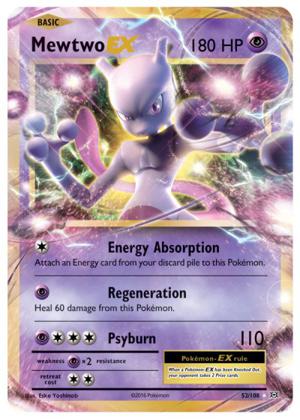 BASIC
Mewtwo EX 180 HP
Energy Absorption
Attach an Energy card from your discard pile to this Pokémon.
Regeneration
Heal 60 damage from this Pokémon.
Psyburn 110
weakness ×2 resistance
retreat cost
Pokémon-EX rule
When a Pokémon-EX has been Knocked Out, your opponent takes 2 Prize cards.
Illus. Eske Yoshinob
©2016 Pokémon
52/108